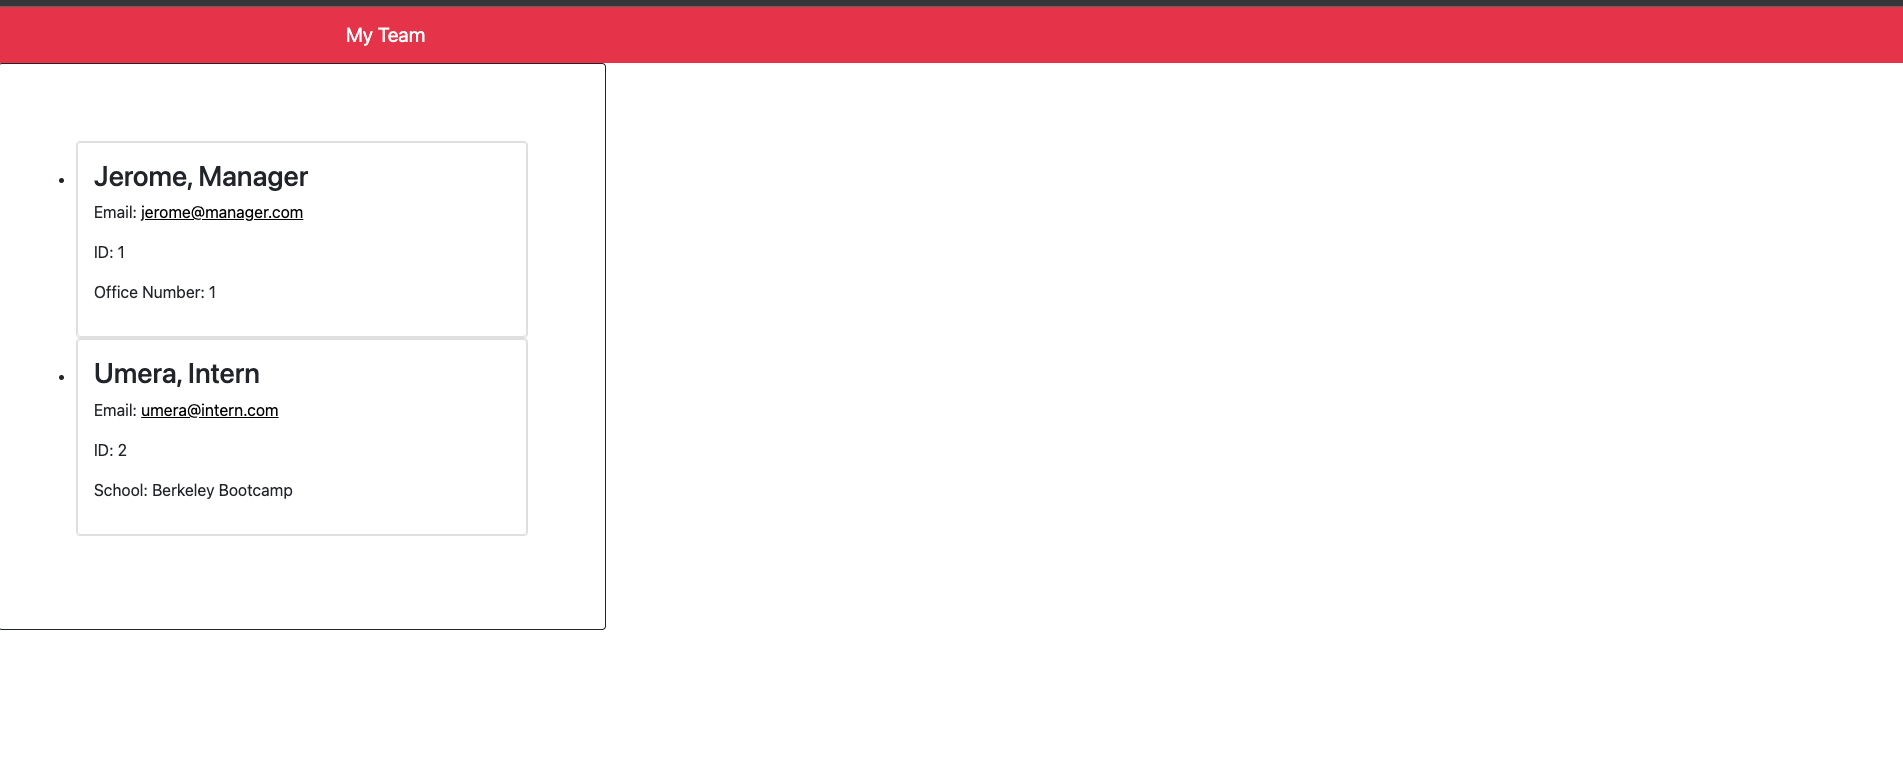 My Team
Jerome, Manager
Email: jerome@manager.com
ID: 1
Office Number: 1
Umera, Intern
Email: umera@intern.com
ID: 2
School: Berkeley Bootcamp